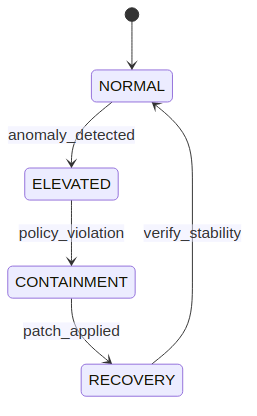 NORMAL
anomaly_detected
ELEVATED
policy_violation
verify_stability
CONTAINMENT
patch_applied
RECOVERY